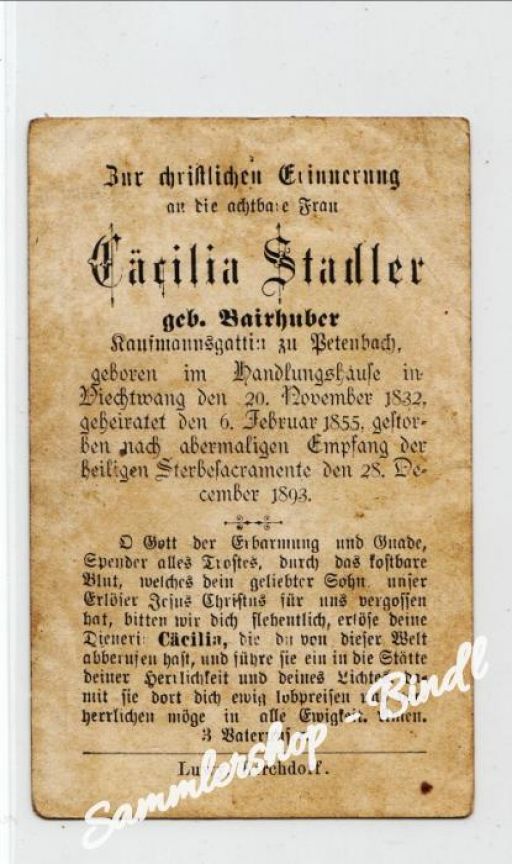 Zur christlichen Erinnerung
an die achtbare Frau
Cäcilia Stadler
geb. Bairhuber
Kaufmannsgattin zu Petenbach,
geboren im Handlungshause in
Viechtwang den 20. November 1832,
geheiratet den 6. Februar 1855, gestor-
ben nach abermaligen Empfang der
heiligen Sterbesacramente den 28. De-
cember 1893.
O Gott der Erbarmung und Gnade,
Spender alles Trostes, durch das kostbare
Blut, welches dein geliebter Sohn, unser
Erlöser Jesus Christus für uns vergossen
hat, bitten wir dich flehentlich, erlöse deine
Dienerin Cäcilia, die du von dieser Welt
abberufen hast, und führe sie ein in die Stätte
deiner Herrlichkeit und deines Lichtes, da-
mit sie dort dich ewig lobpreisen und ver-
herrlichen möge in alle Ewigkeit. Amen.
3
Sammlershop - Bindl